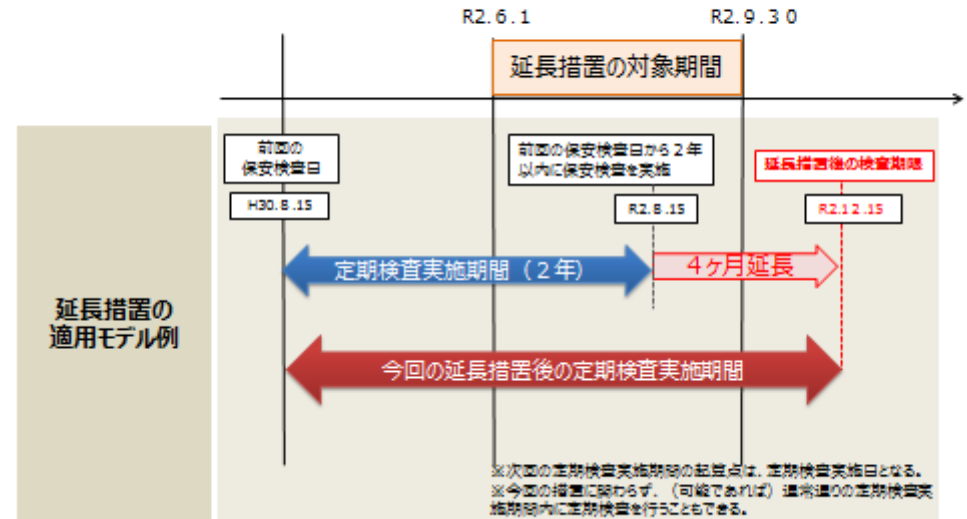 R2.6.1
R2.9.30
延長措置の対象期間
前回の
保安検査日
H30.8.15
前回の保安検査日から２年
以内に保安検査を実施
R2.8.15
延長措置後の検査期限
R2.12.15
定期検査実施期間（２年）
４ヶ月延長
延長措置の
適用モデル例
今回の延長措置後の定期検査実施期間
※次回の定期検査実施期間の起算点は、定期検査実施日となる。
※今回の措置に関わらず、（可能であれば）通常通りの定期検査実
施期間内に定期検査を行うこともできる。